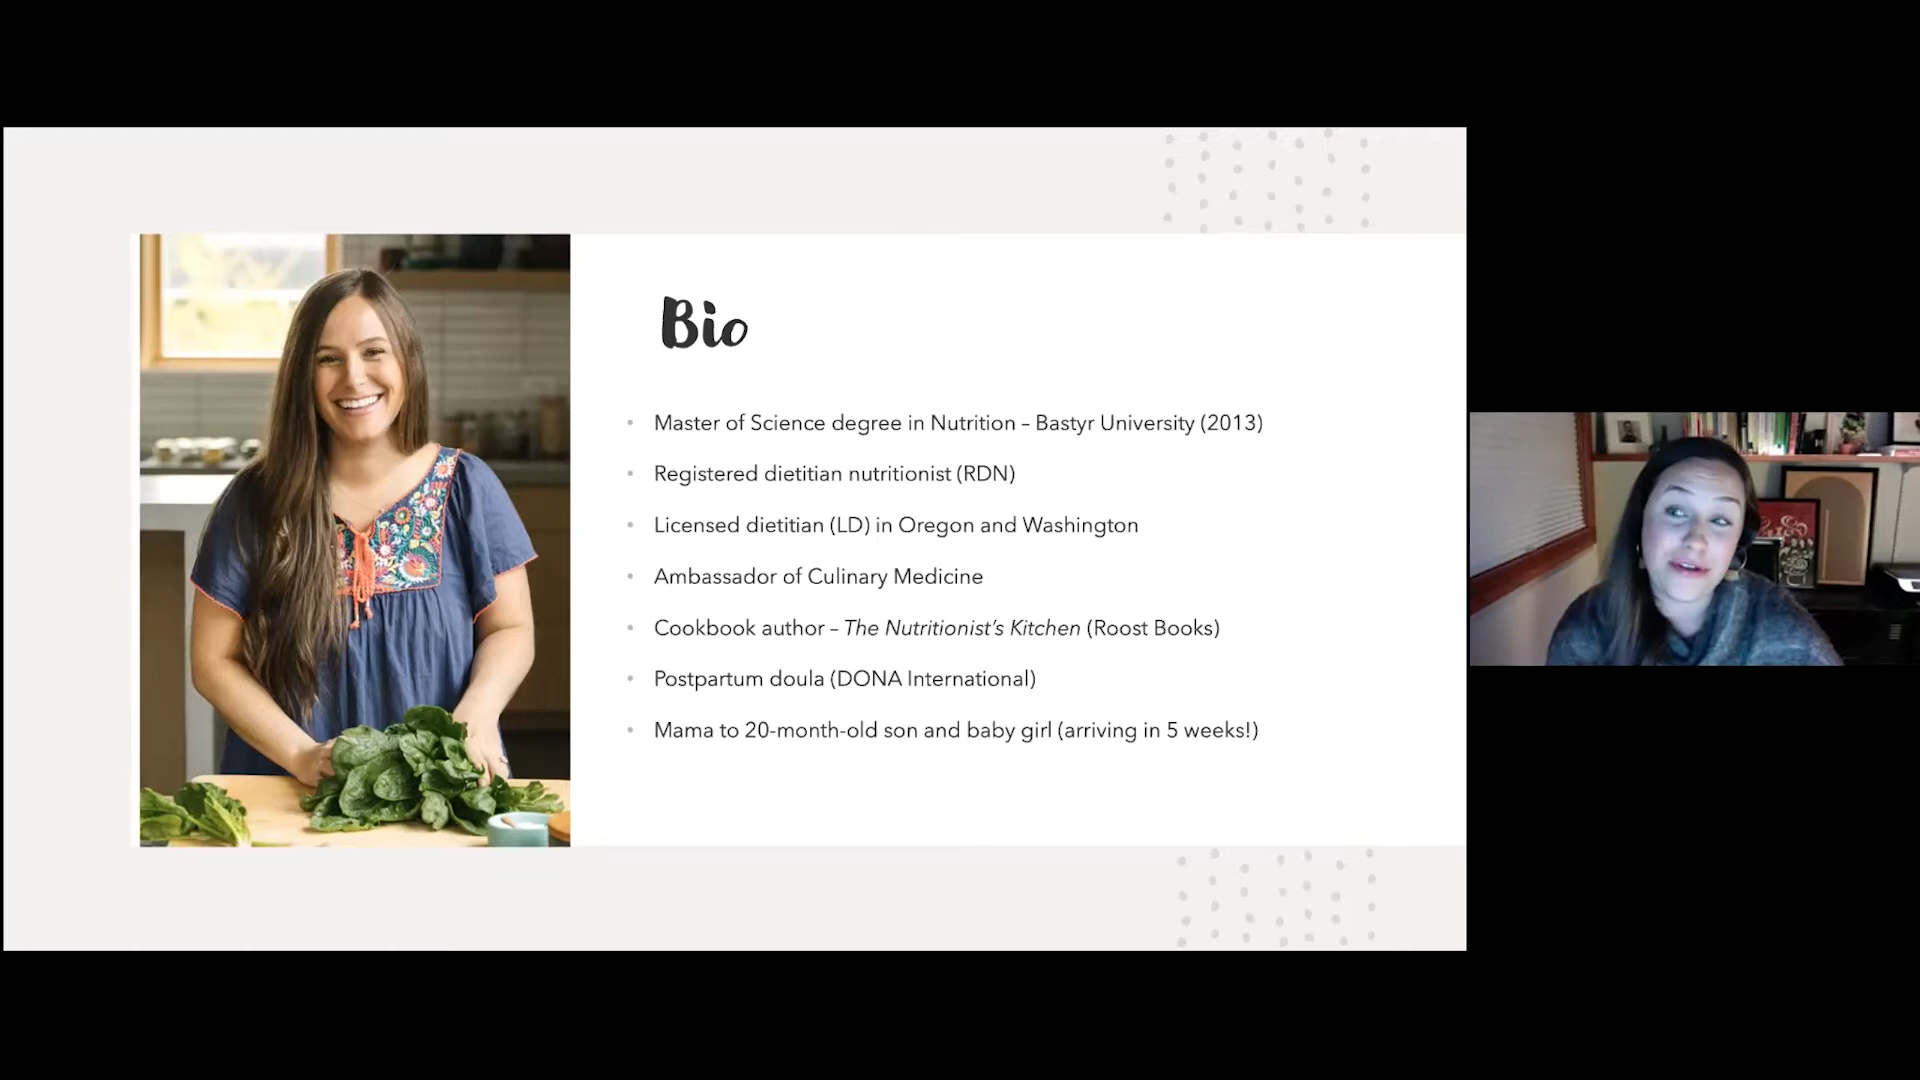 Bio
Master of Science degree in Nutrition – Bastyr University (2013)
Registered dietitian nutritionist (RDN)
Licensed dietitian (LD) in Oregon and Washington
Ambassador of Culinary Medicine
Cookbook author – The Nutritionist's Kitchen (Roost Books)
Postpartum doula (DONA International)
Mama to 20-month-old son and baby girl (arriving in 5 weeks!)